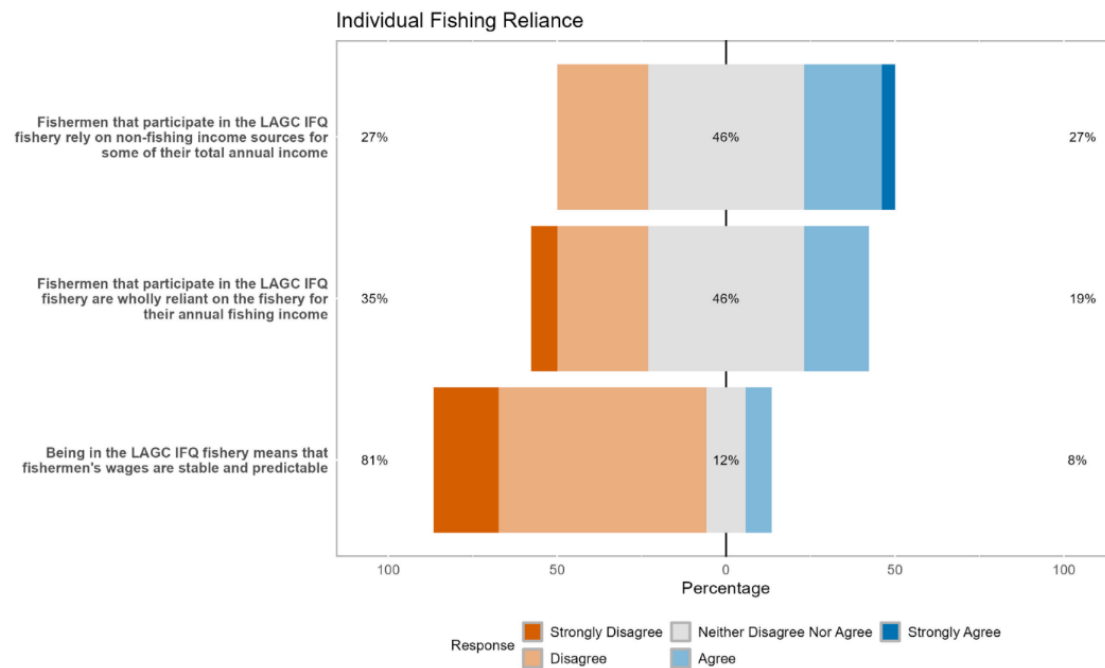 Individual Fishing Reliance
Fishermen that participate in the LAGC IFQ
fishery rely on non-fishing income sources for
some of their total annual income
27%
46%
27%
Fishermen that participate in the LAGC IFQ
fishery are wholly reliant on the fishery for
their annual fishing income
35%
46%
19%
Being in the LAGC IFQ fishery means that
fishermen's wages are stable and predictable
81%
12%
8%
100
50
0
50
100
Percentage
Response
Strongly Disagree
Neither Disagree Nor Agree
Strongly Agree
Disagree
Agree